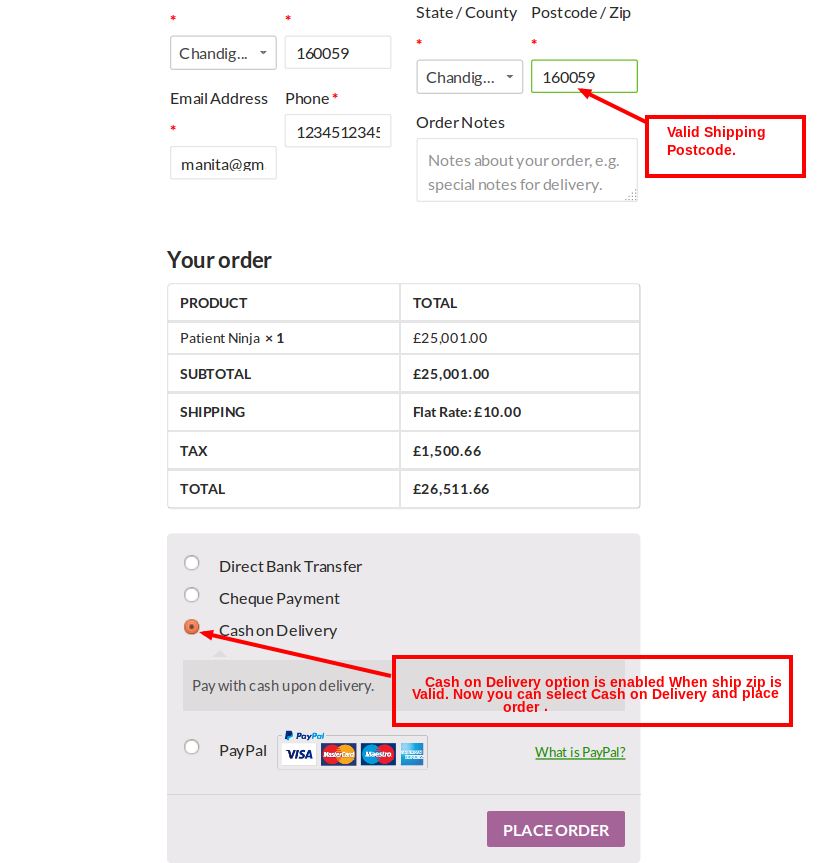 * *
Chandig... 160059
Email Address Phone *
*
1234512345
manita@gm
State / County Postcode / Zip
* *
Chandig... 160059
Order Notes
Notes about your order, e.g.
special notes for delivery.
Valid Shipping
Postcode.
Your order
PRODUCT TOTAL
Patient Ninja × 1 £25,001.00
SUBTOTAL £25,001.00
SHIPPING Flat Rate: £10.00
TAX £1,500.66
TOTAL £26,511.66
Direct Bank Transfer
Cheque Payment
Cash on Delivery
Pay with cash upon delivery.
Cash on Delivery option is enabled When ship zip is
Valid. Now you can select Cash on Delivery and place
order .
PayPal
PayPal VISA MasterCard Maestro AMERICAN EXPRESS What is PayPal?
PLACE ORDER